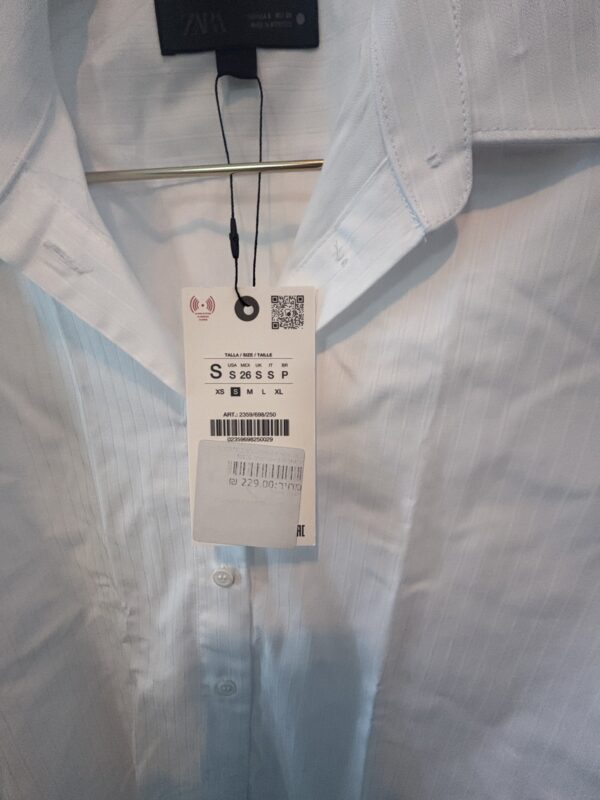 ZARA
TALLA / SIZE / TAILLE
USA MEX UK IT BR
S S 26 S S P
XS S M L XL
ART.: 2359/698/250
02359698250029
מחיר: 229.00 ₪